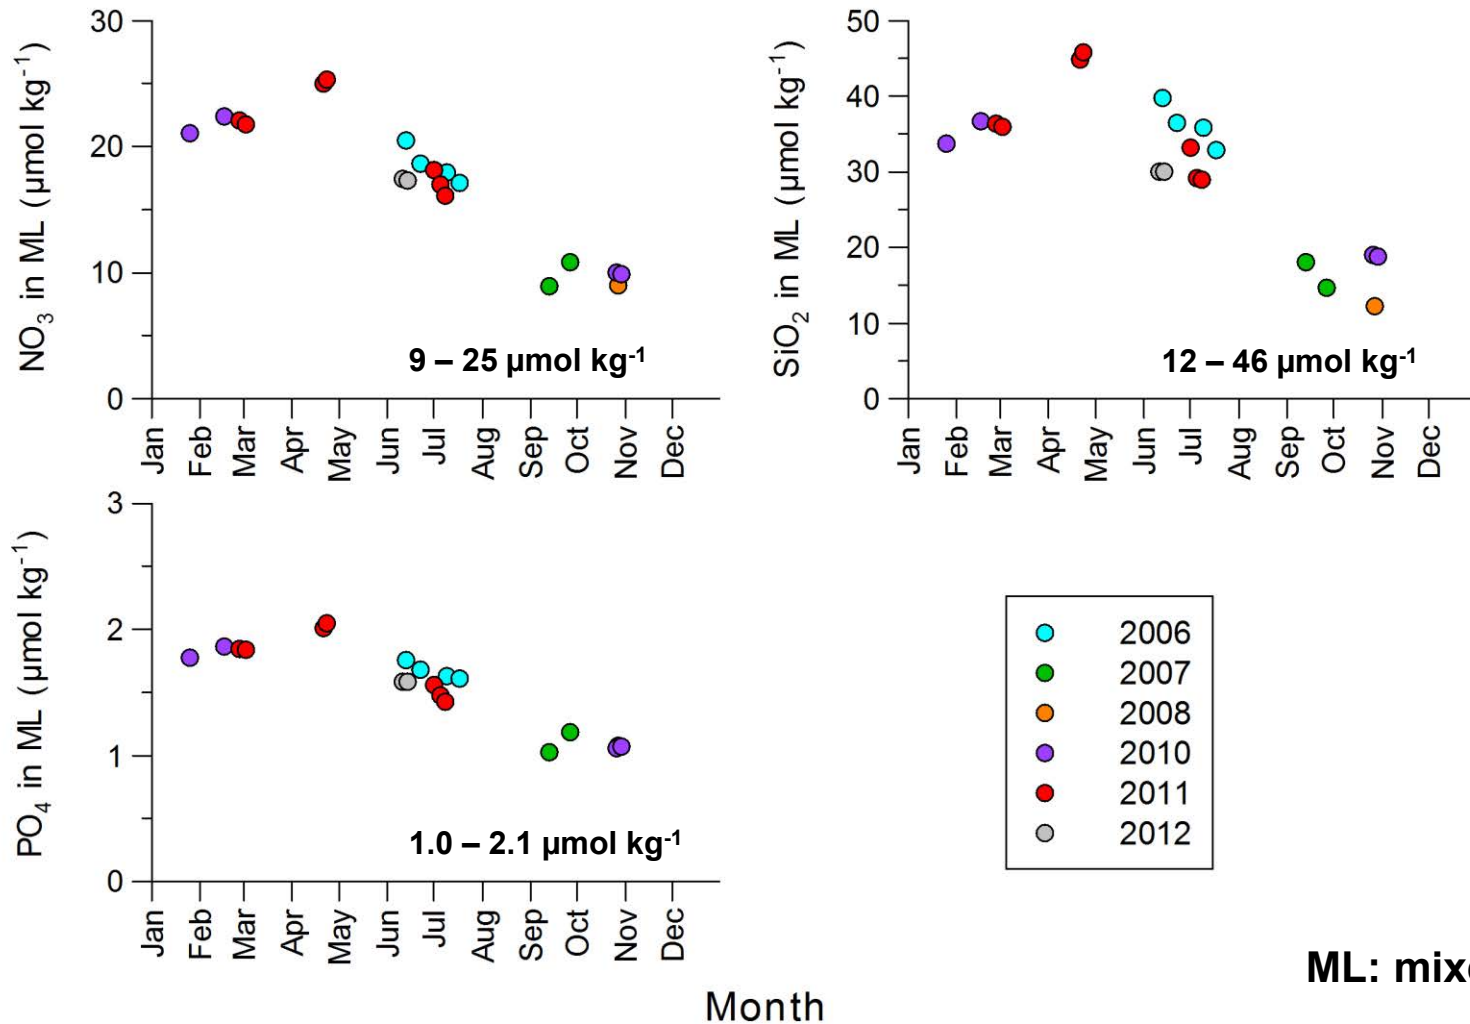 30
20
10
0
NO3 in ML (μmol kg-1)
9 – 25 μmol kg-1
Jan Feb Mar Apr May Jun Jul Aug Sep Oct Nov Dec
50
40
30
20
10
0
SiO2 in ML (μmol kg-1)
12 – 46 μmol kg-1
Jan Feb Mar Apr May Jun Jul Aug Sep Oct Nov Dec
3
2
1
0
PO4 in ML (μmol kg-1)
1.0 – 2.1 μmol kg-1
Jan Feb Mar Apr May Jun Jul Aug Sep Oct Nov Dec
2006
2007
2008
2010
2011
2012
ML: mix
Month